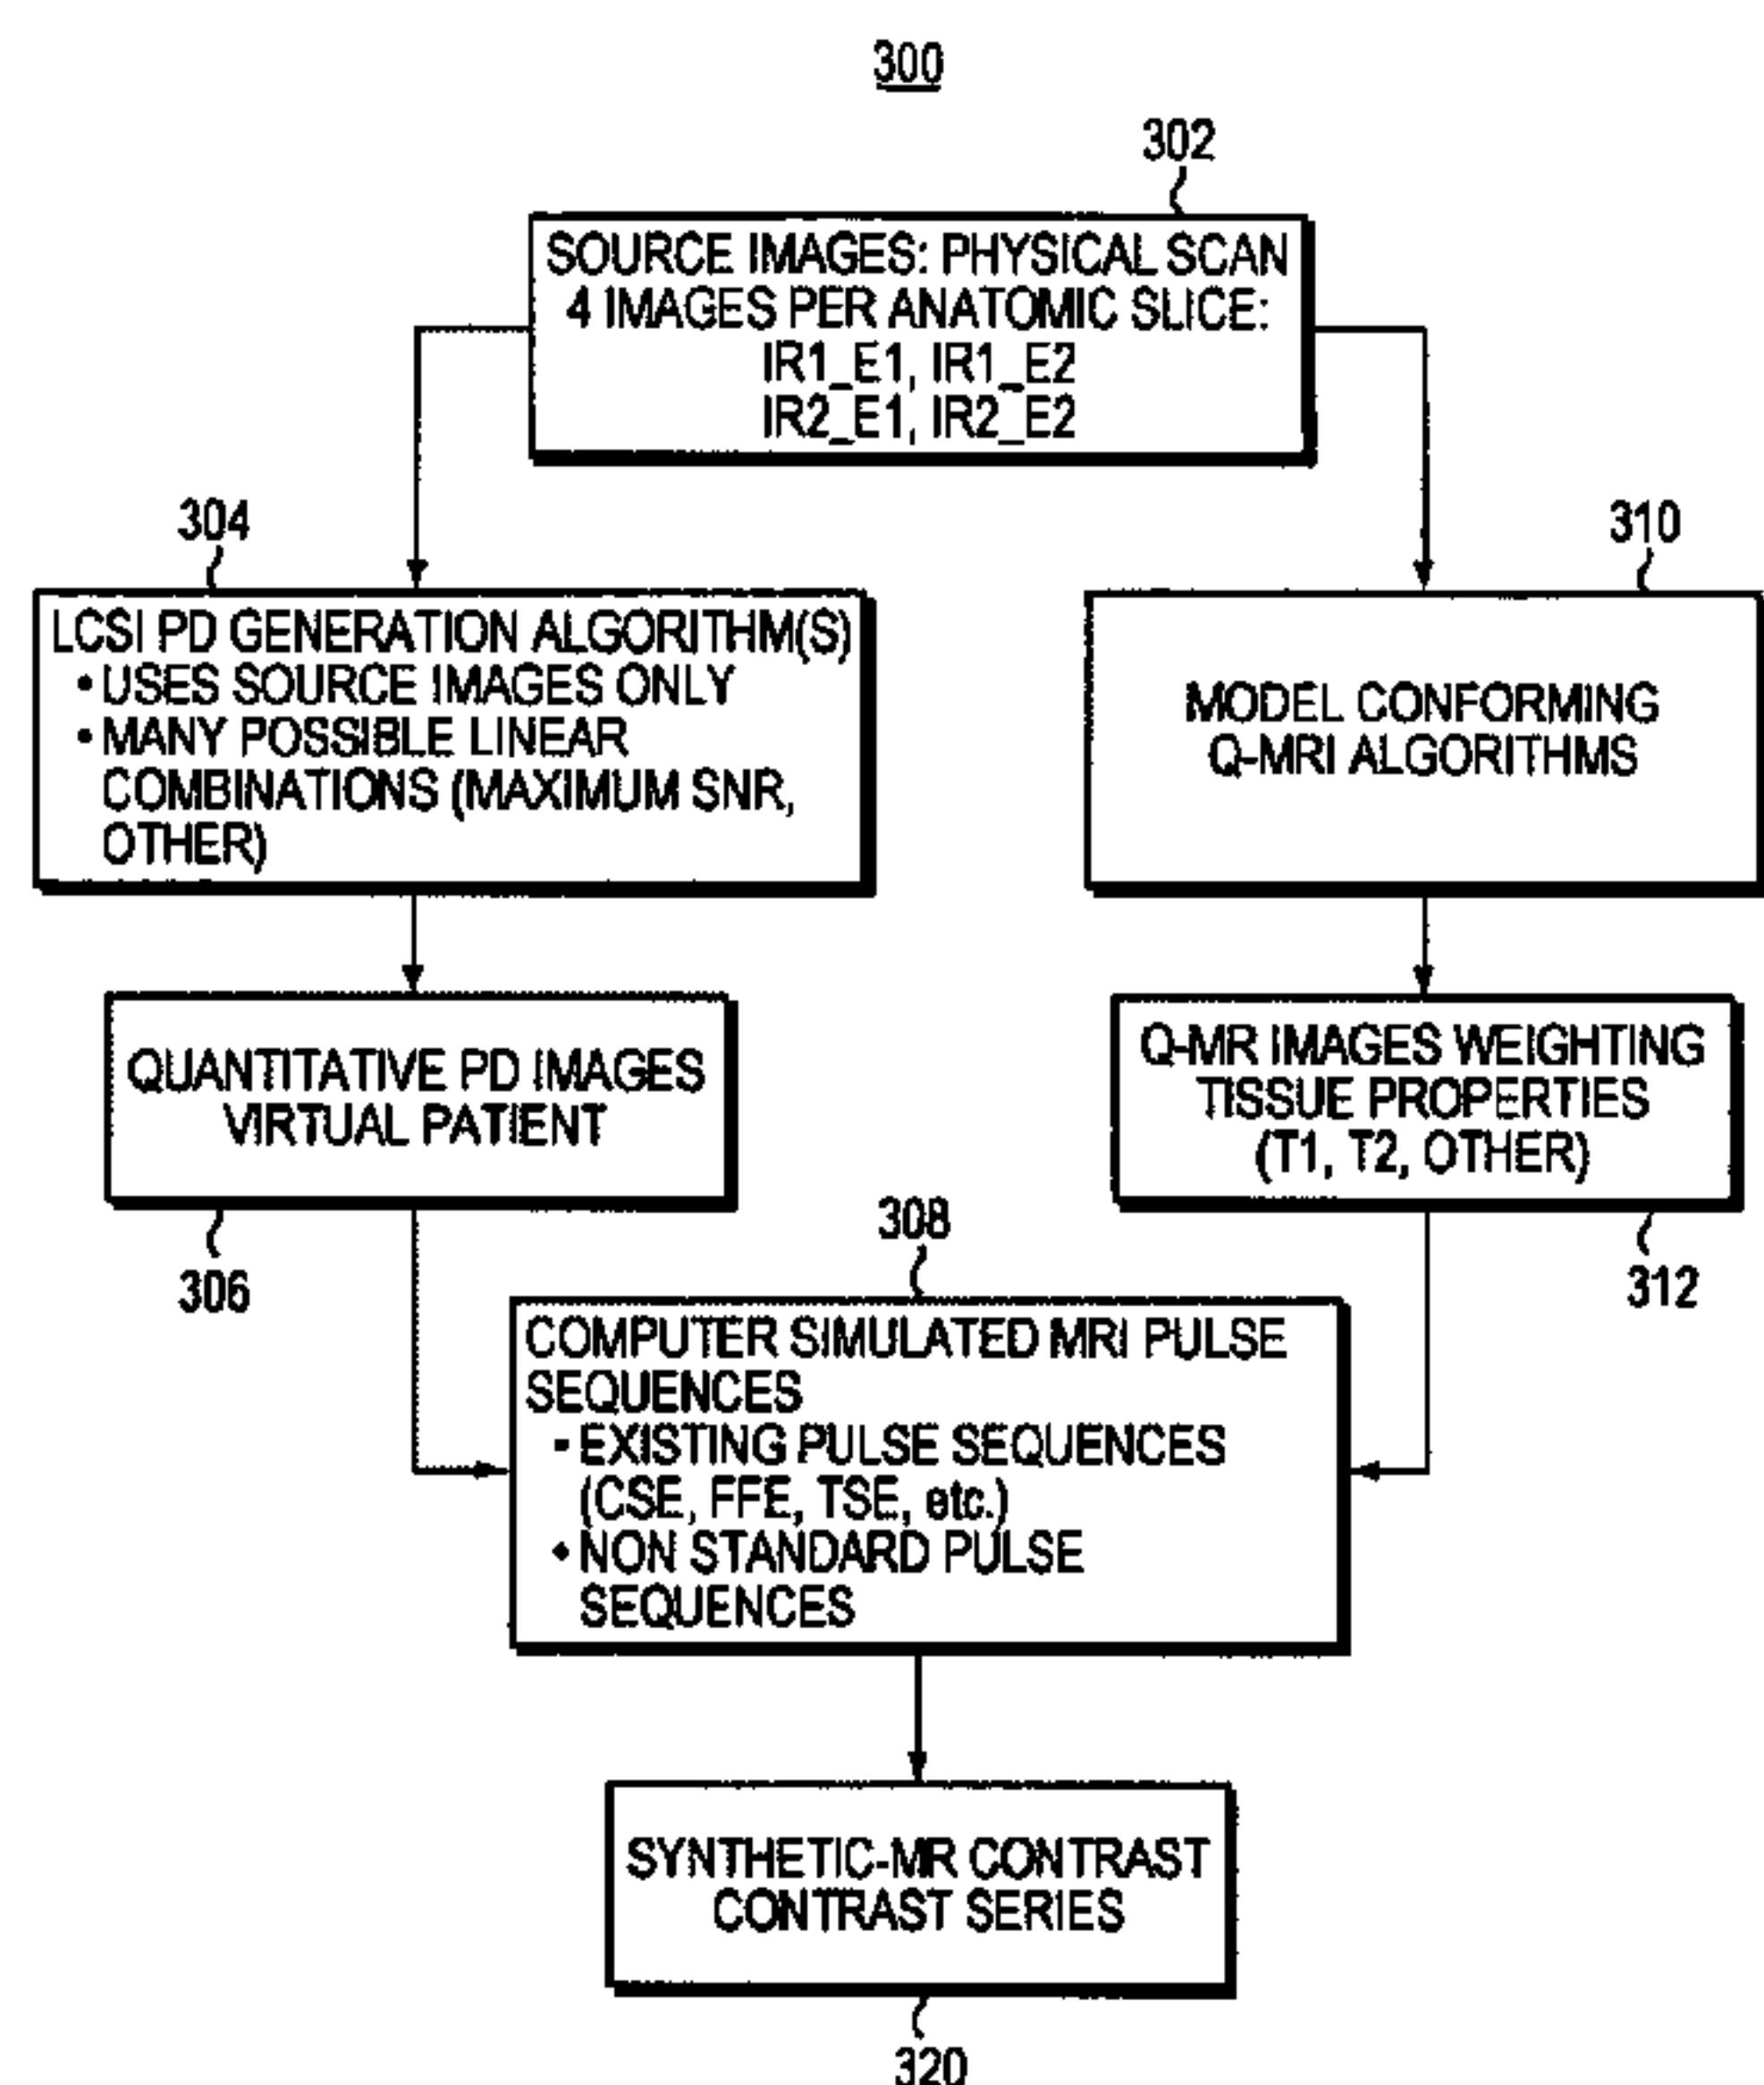 300
302
SOURCE IMAGES: PHYSICAL SCAN
4 IMAGES PER ANATOMIC SLICE:
IR1_E1, IR1_E2
IR2_E1, IR2_E2
304
LCSI PD GENERATION ALGORITHM(S)
• USES SOURCE IMAGES ONLY
• MANY POSSIBLE LINEAR
COMBINATIONS (MAXIMUM SNR,
OTHER)
310
MODEL CONFORMING
Q-MRI ALGORITHMS
QUANTITATIVE PD IMAGES
VIRTUAL PATIENT
306
Q-MR IMAGES WEIGHTING
TISSUE PROPERTIES
(T1, T2, OTHER)
312
308
COMPUTER SIMULATED MRI PULSE
SEQUENCES
• EXISTING PULSE SEQUENCES
(CSE, FFE, TSE, etc.)
• NON STANDARD PULSE
SEQUENCES
SYNTHETIC-MR CONTRAST
CONTRAST SERIES
320